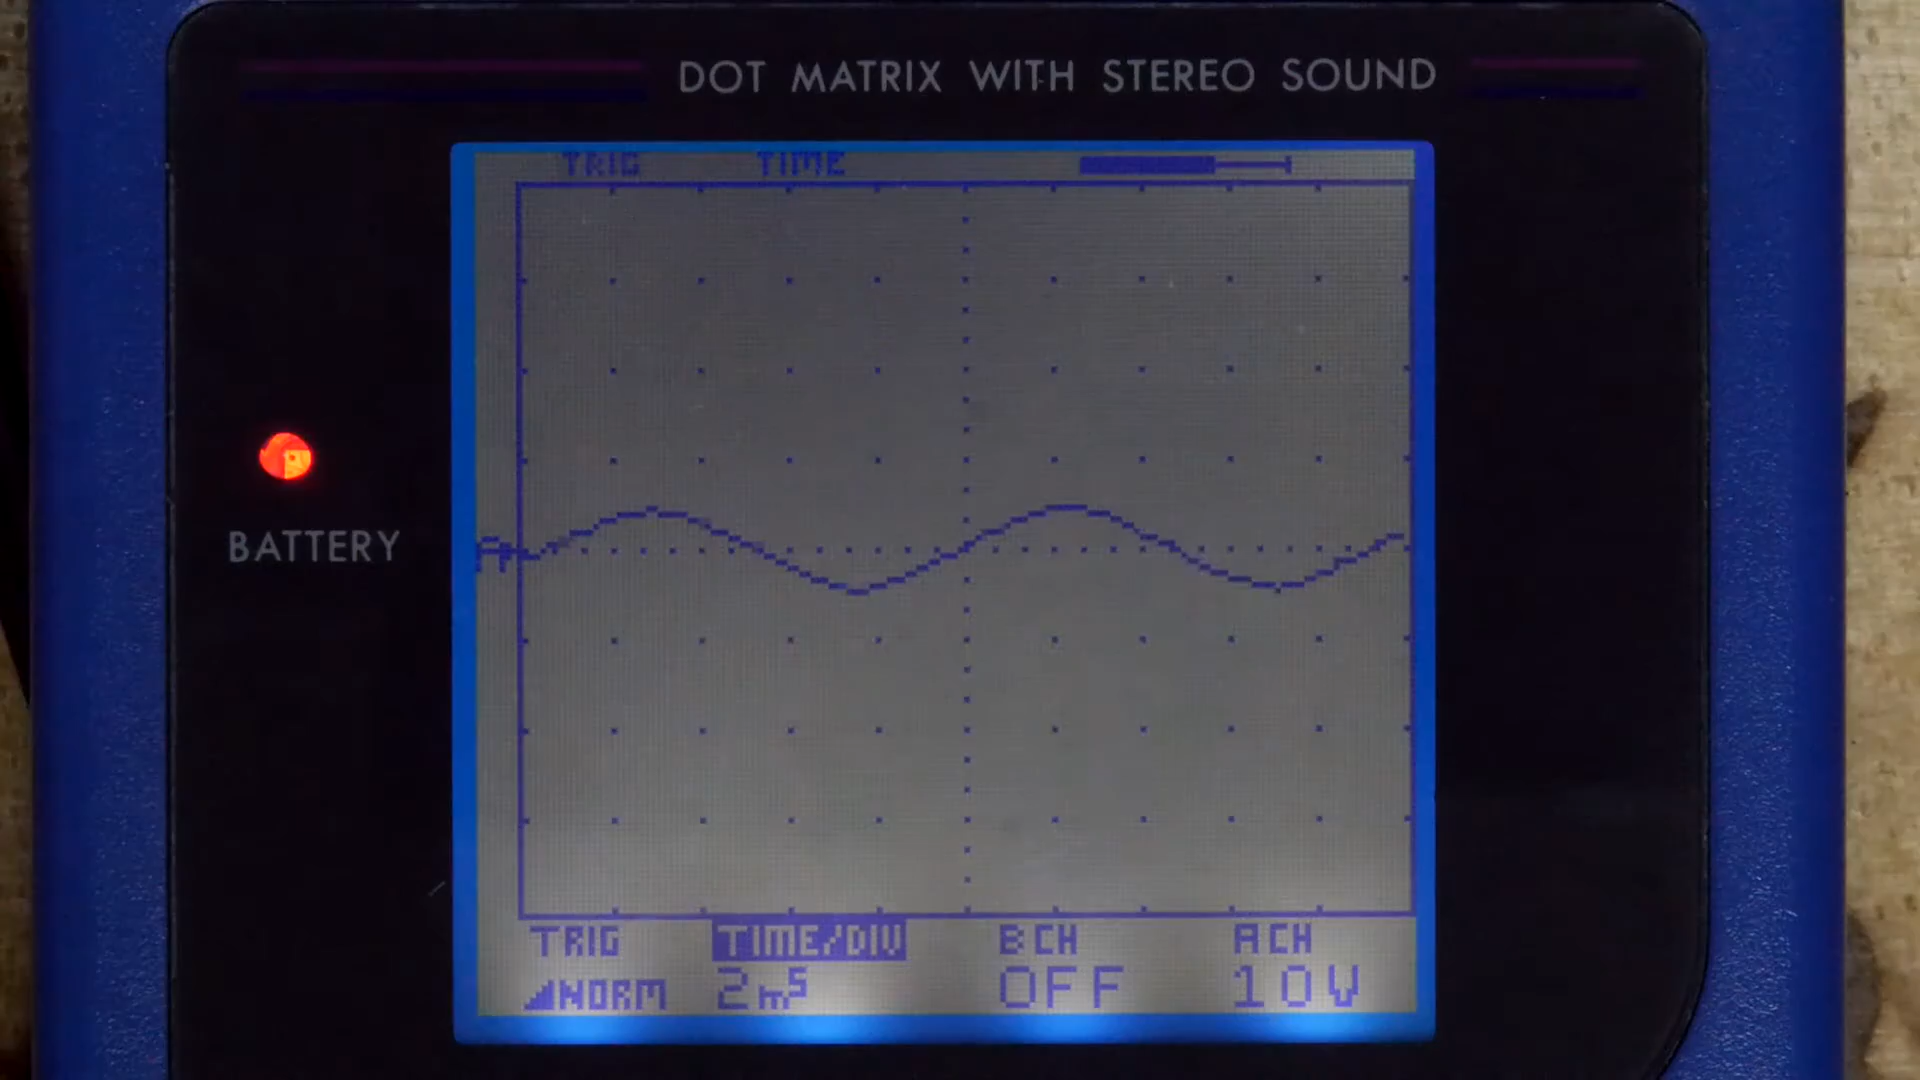 DOT MATRIX WITH STEREO SOUND
TRIG TIME
BATTERY
A
TRIG TIME/DIV B CH A CH
NORM 2mS OFF 10V